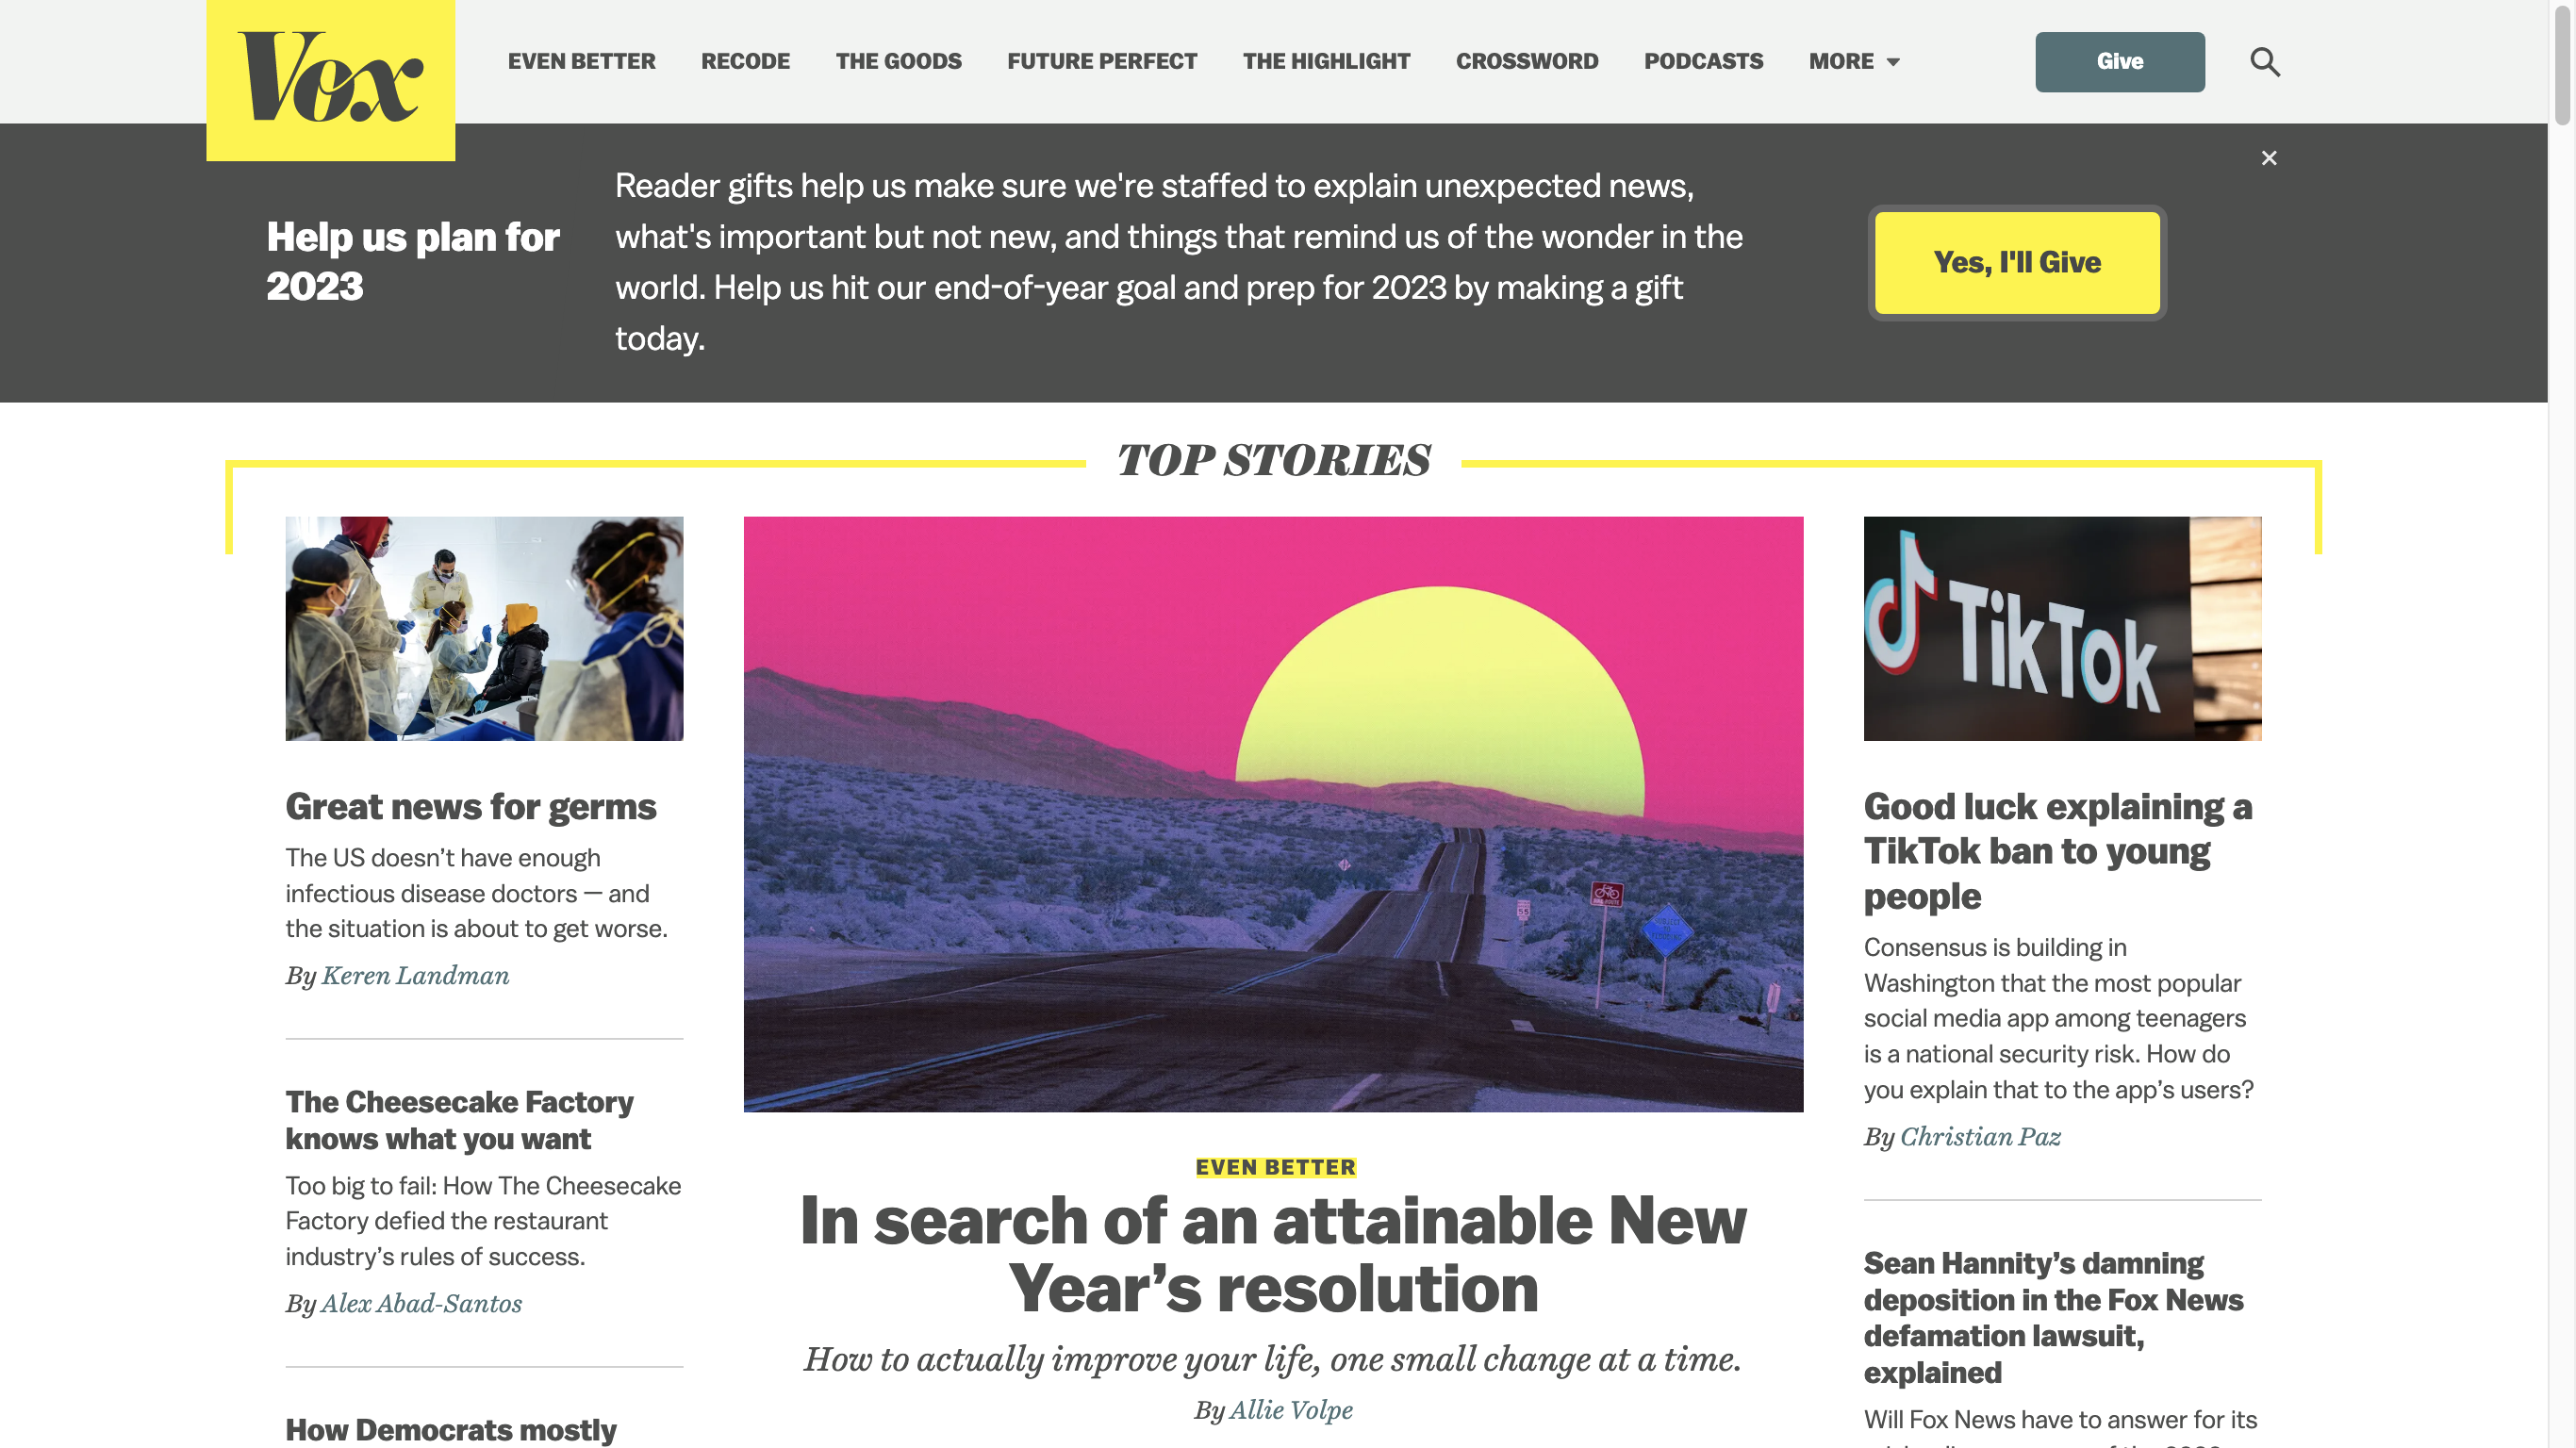 Vox
EVEN BETTER
RECODE
THE GOODS
FUTURE PERFECT
THE HIGHLIGHT
CROSSWORD
PODCASTS
MORE
Give
Help us plan for
2023
Reader gifts help us make sure we're staffed to explain unexpected news,
what's important but not new, and things that remind us of the wonder in the
world. Help us hit our end-of-year goal and prep for 2023 by making a gift
today.
Yes, I'll Give
TOP STORIES
Great news for germs
The US doesn’t have enough
infectious disease doctors — and
the situation is about to get worse.
By Keren Landman
The Cheesecake Factory
knows what you want
Too big to fail: How The Cheesecake
Factory defied the restaurant
industry’s rules of success.
By Alex Abad-Santos
How Democrats mostly
EVEN BETTER
In search of an attainable New
Year’s resolution
How to actually improve your life, one small change at a time.
By Allie Volpe
TikTok
Good luck explaining a
TikTok ban to young
people
Consensus is building in
Washington that the most popular
social media app among teenagers
is a national security risk. How do
you explain that to the app’s users?
By Christian Paz
Sean Hannity’s damning
deposition in the Fox News
defamation lawsuit,
explained
Will Fox News have to answer for its